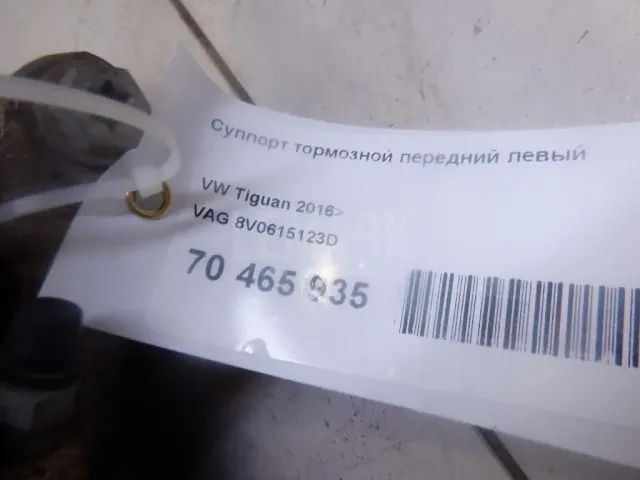 Суппорт тормозной передний левый
VW Tiguan 2016>
VAG 8V0615123D
70 465 935